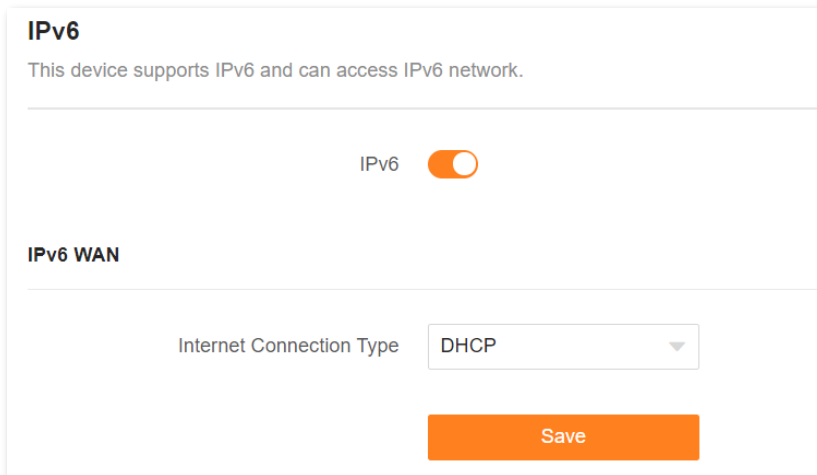 IPv6
This device supports IPv6 and can access IPv6 network.
IPv6
IPv6 WAN
Internet Connection Type DHCP
Save